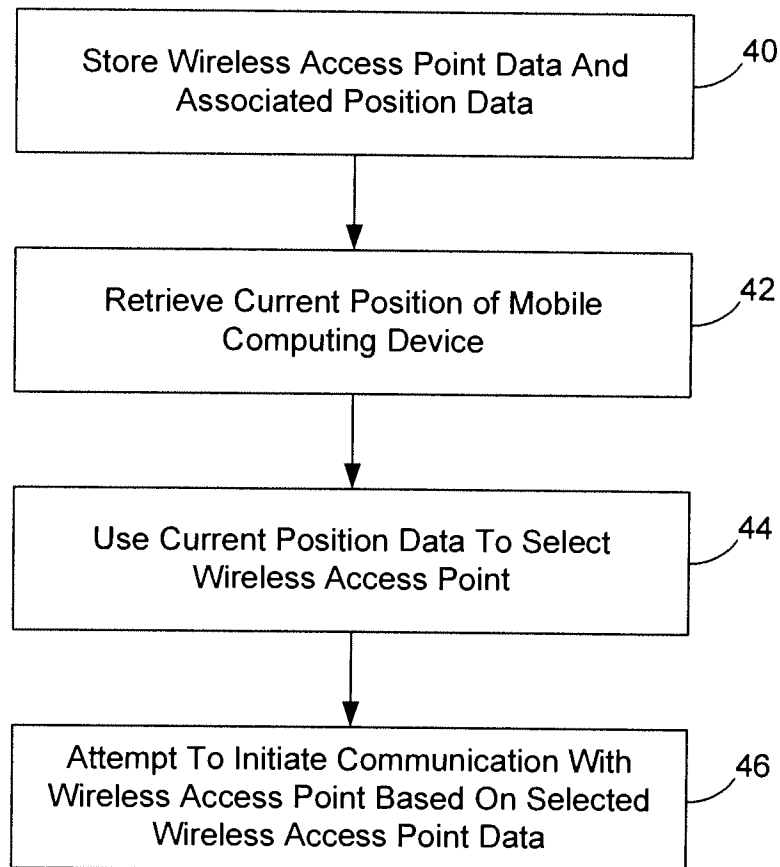 Store Wireless Access Point Data And
Associated Position Data
40
Retrieve Current Position of Mobile
Computing Device
42
Use Current Position Data To Select
Wireless Access Point
44
Attempt To Initiate Communication With
Wireless Access Point Based On Selected
Wireless Access Point Data
46